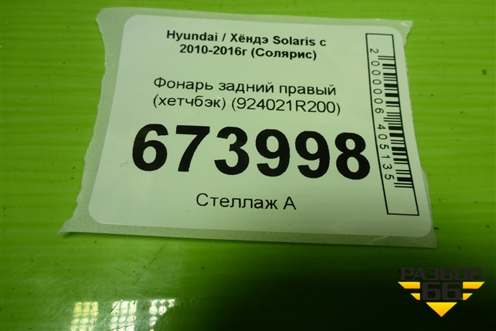 Hyundai / Хёндэ Solaris с
2010-2016г (Солярис)
Фонарь задний правый
(хетчбэк) (924021R200)
673998
Стеллаж А
2000006405135
РАЗБОР
66